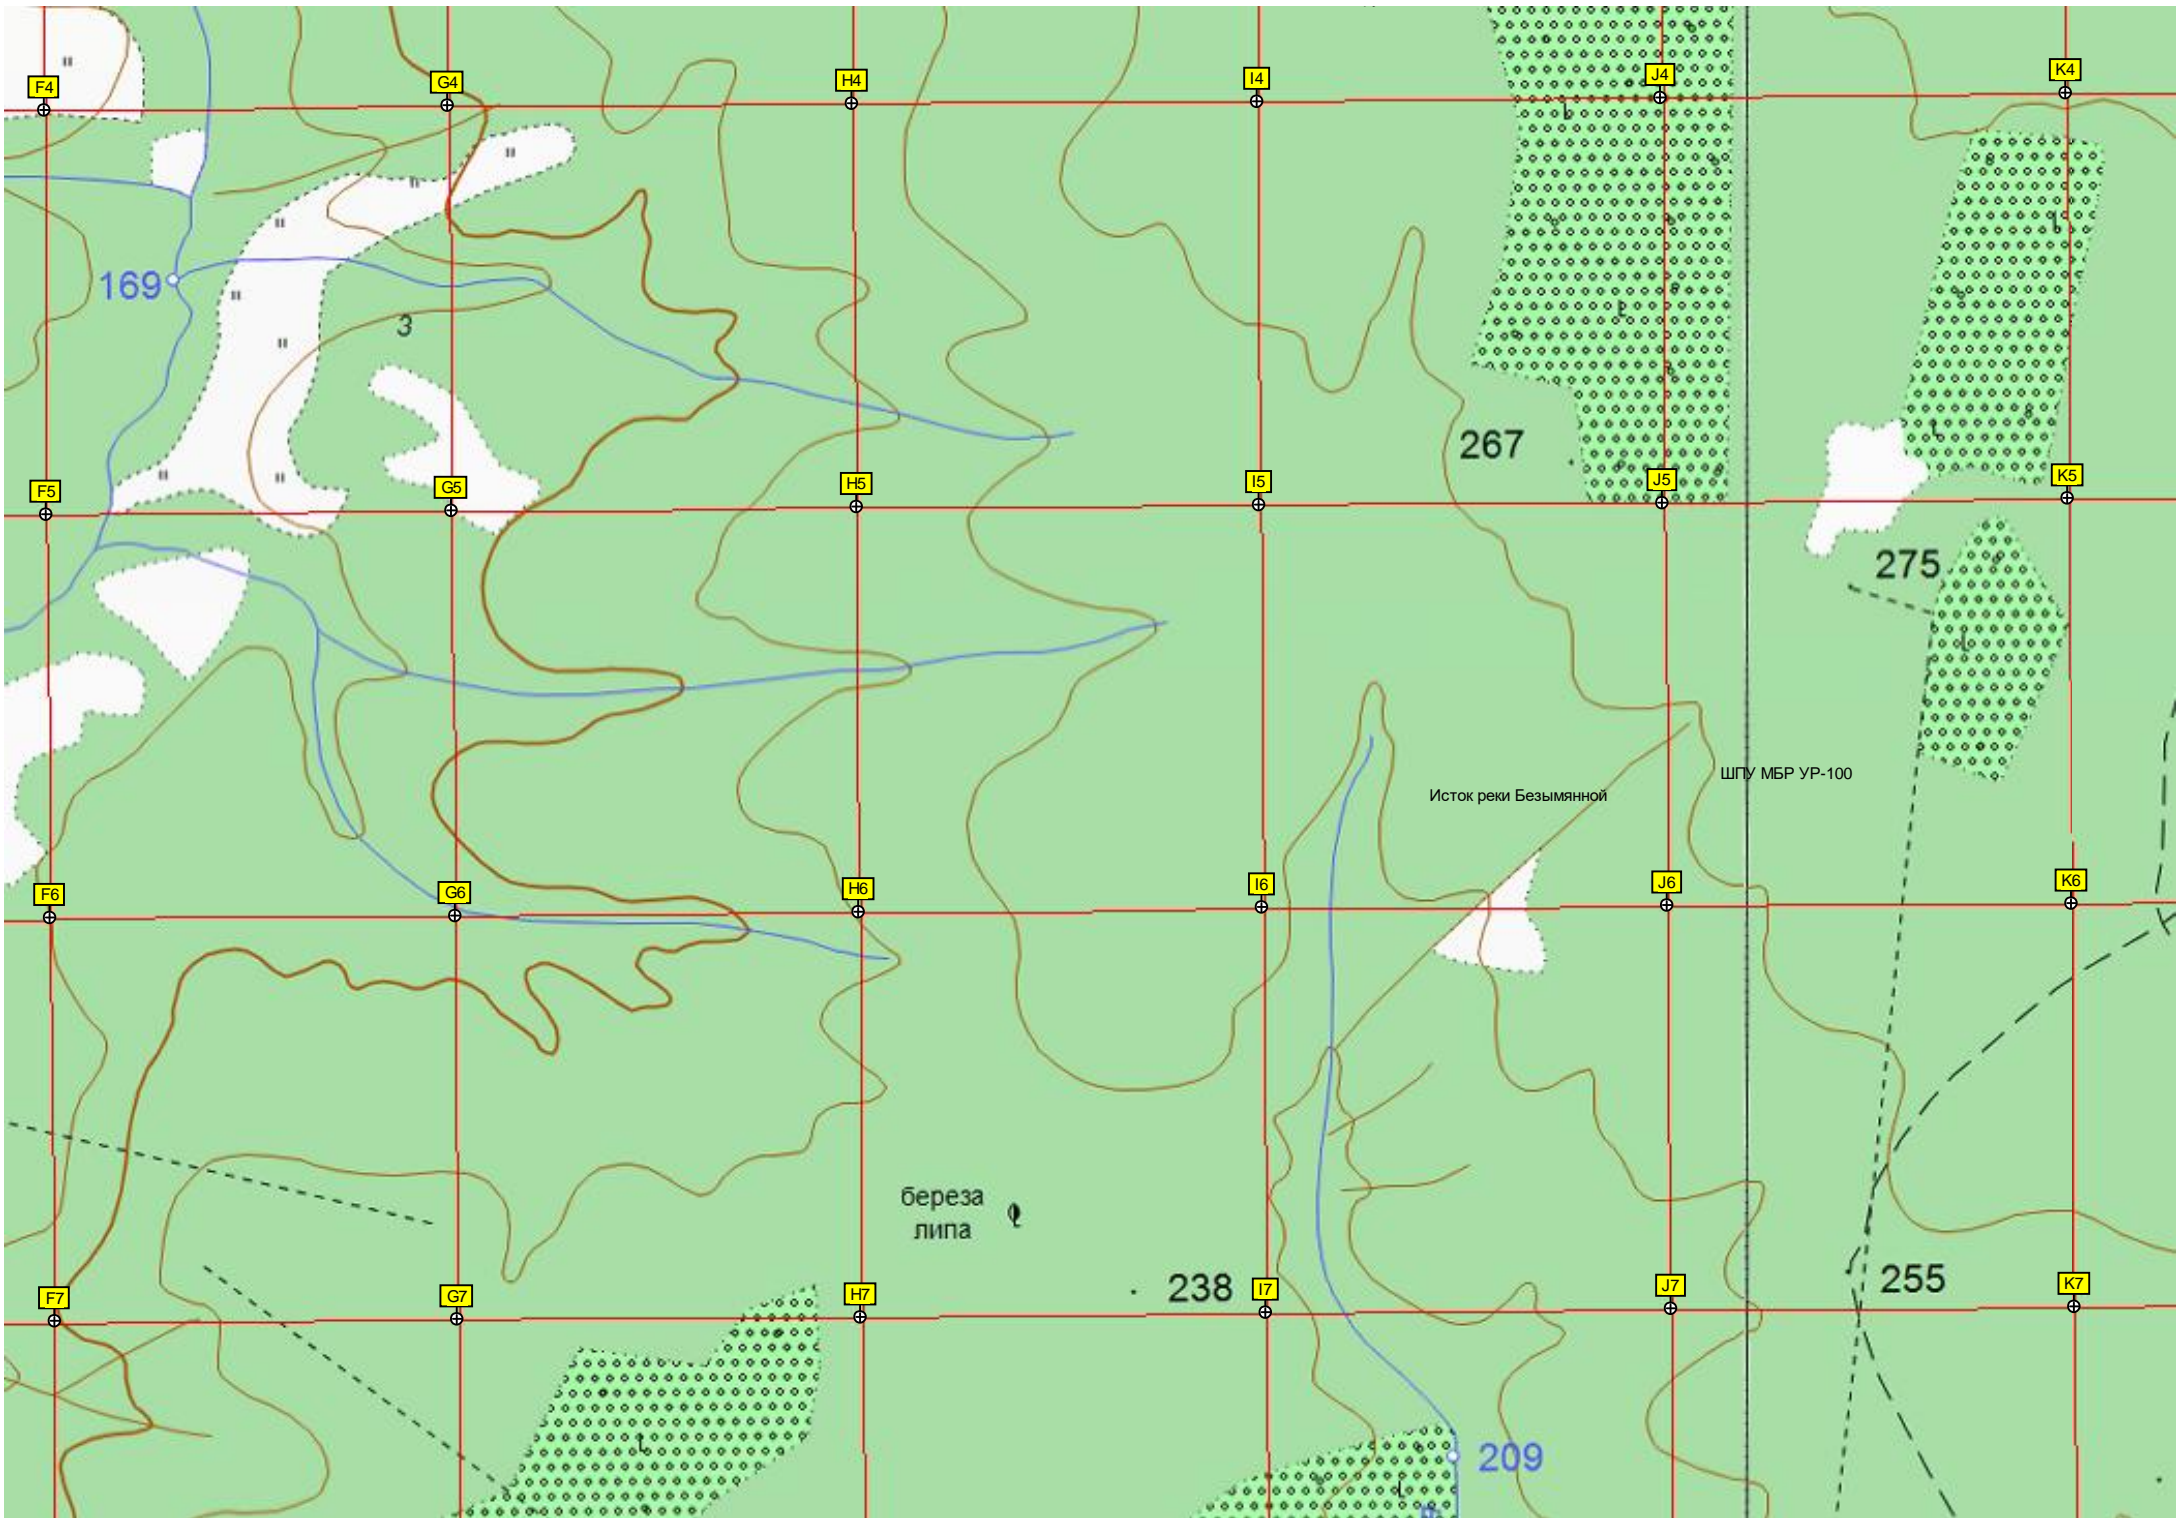 F4
G4
H4
I4
J4
K4
169
3
267
F5
G5
H5
I5
J5
K5
275
ШПУ МБР УР-100
Исток реки Безымянной
F6
G6
H6
I6
J6
K6
береза
липа
238
255
F7
G7
H7
I7
J7
K7
209